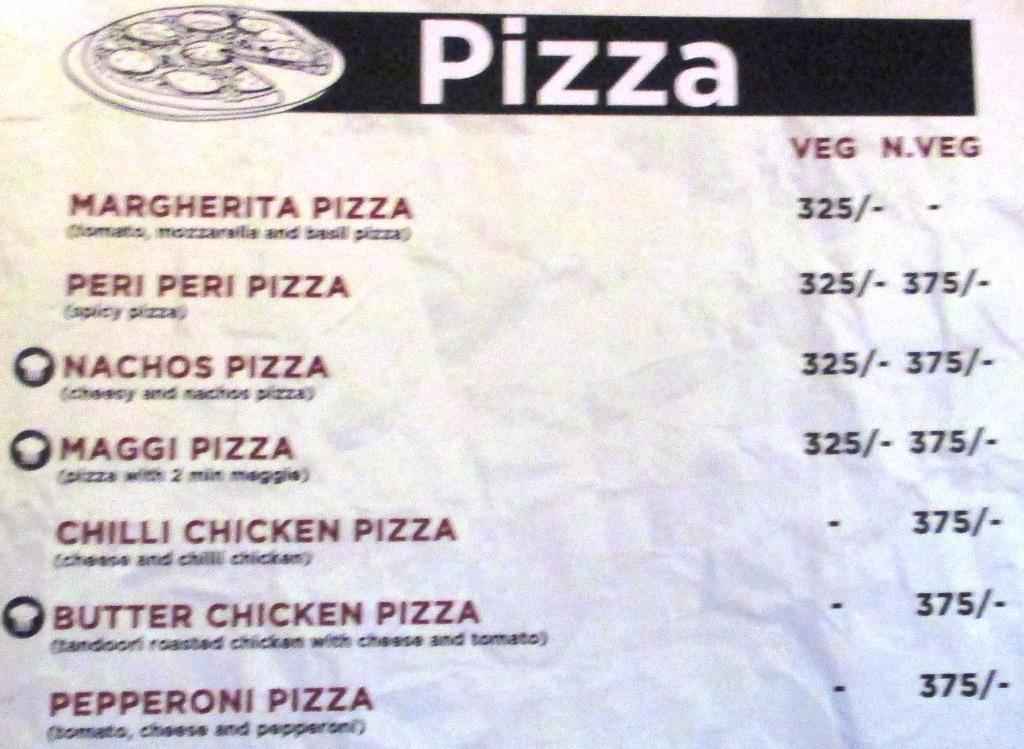 Pizza
VEG N.VEG
MARGHERITA PIZZA 325/- -
(tomato, mozzarella and basil pizza)
PERI PERI PIZZA 325/- 375/-
(spicy pizza)
NACHOS PIZZA 325/- 375/-
(cheesy and nachos pizza)
MAGGI PIZZA 325/- 375/-
(pizza with 2 min maggie)
CHILLI CHICKEN PIZZA - 375/-
(cheese and chilli chicken)
BUTTER CHICKEN PIZZA - 375/-
(tandoori roasted chicken with cheese and tomato)
PEPPERONI PIZZA - 375/-
(tomato, cheese and pepperoni)